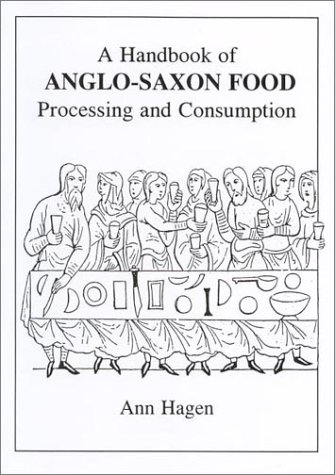 A Handbook of
ANGLO-SAXON FOOD
Processing and Consumption
Ann Hagen